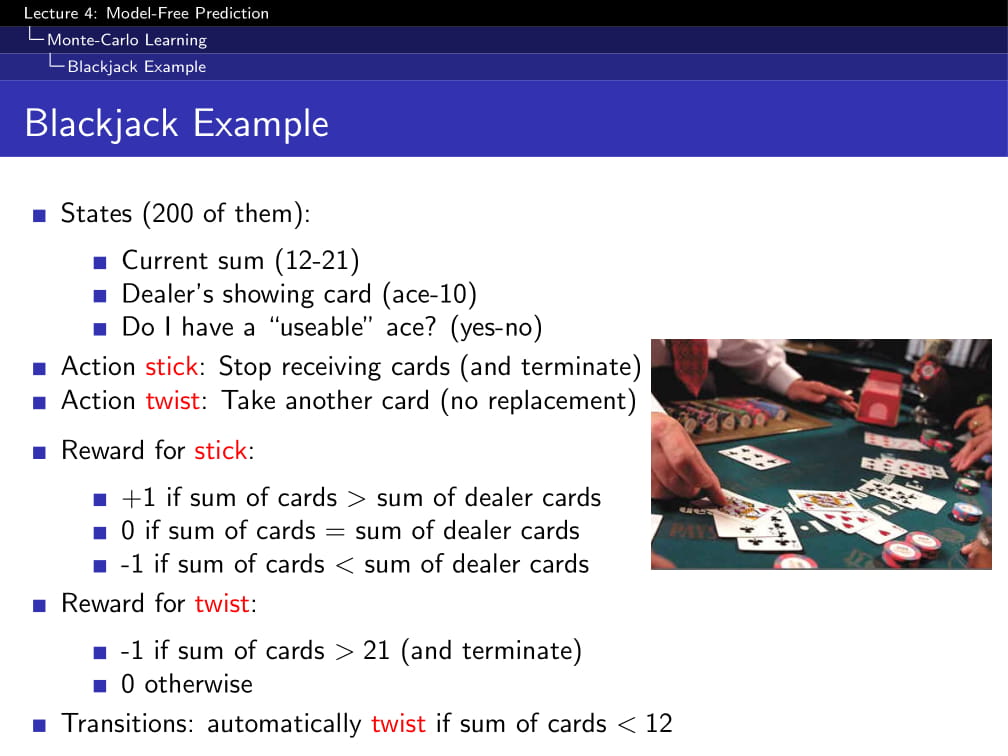 Lecture 4: Model-Free Prediction
Monte-Carlo Learning
Blackjack Example
Blackjack Example
States (200 of them):
Current sum (12-21)
Dealer's showing card (ace-10)
Do I have a “useable” ace? (yes-no)
Action stick: Stop receiving cards (and terminate)
Action twist: Take another card (no replacement)
Reward for stick:
+1 if sum of cards > sum of dealer cards
0 if sum of cards = sum of dealer cards
-1 if sum of cards < sum of dealer cards
Reward for twist:
-1 if sum of cards > 21 (and terminate)
0 otherwise
Transitions: automatically twist if sum of cards < 12